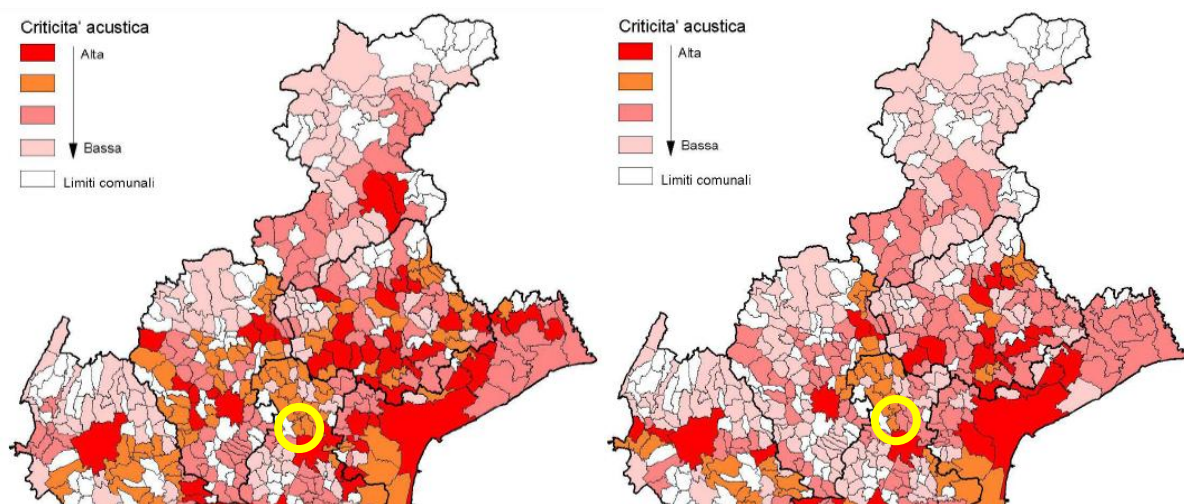 Criticita' acustica
Alta
Bassa
Limiti comunali
Criticita' acustica
Alta
Bassa
Limiti comunali